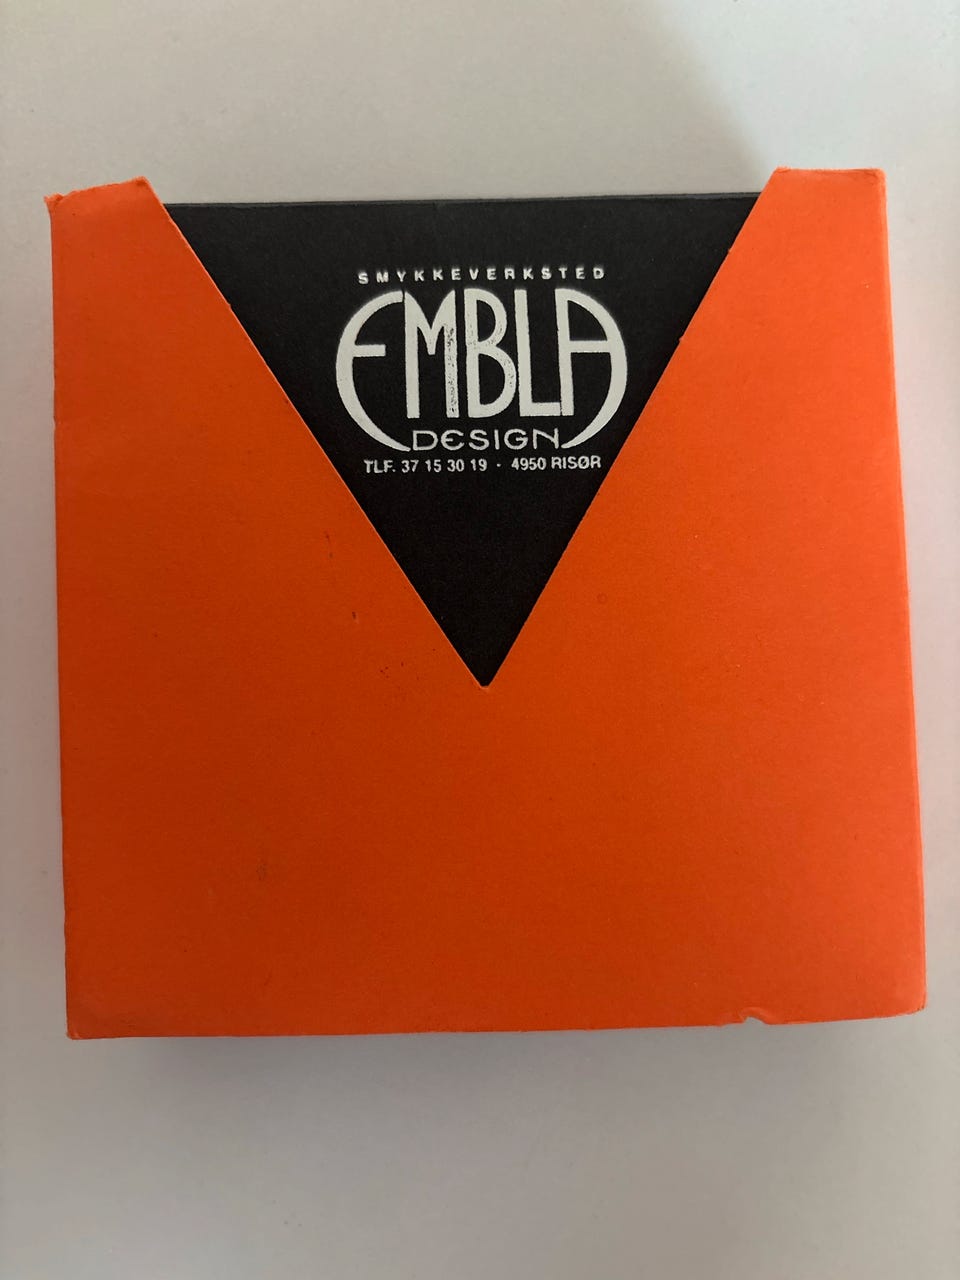 SMYKKEVERKSTED
EMBLA
DESIGN
TLF. 37 15 30 19 - 4950 RISØR